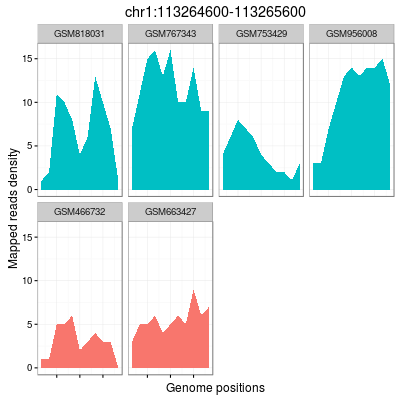 chr1:113264600-113265600
GSM818031 GSM767343 GSM753429 GSM956008
15
10
5
0
Mapped reads density
GSM466732 GSM663427
15
10
5
0
Genome positions